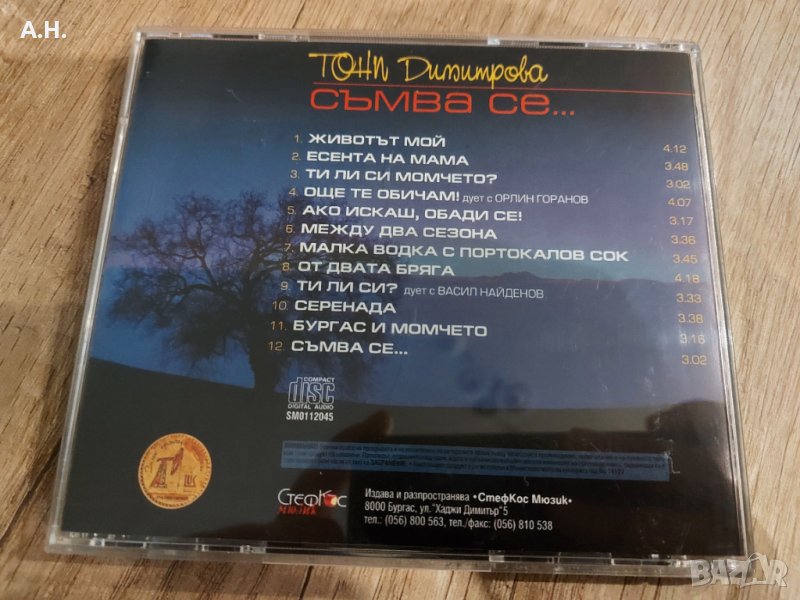 A.H.
ТОНИ Димитрова
СЪМВА СЕ...
1. ЖИВОТЪТ МОЙ 4.12
2. ЕСЕНТА НА МАМА 3.48
3. ТИ ЛИ СИ МОМЧЕТО? 3.02
4. ОЩЕ ТЕ ОБИЧАМ! дует с ОРЛИН ГОРАНОВ 4.07
5. АКО ИСКАШ, ОБАДИ СЕ! 3.17
6. МЕЖДУ ДВА СЕЗОНА 3.36
7. МАЛКА ВОДКА С ПОРТОКАЛОВ СОК 3.45
8. ОТ ДВАТА БРЯГА 4.18
9. ТИ ЛИ СИ? дует с ВАСИЛ НАЙДЕНОВ 3.33
10. СЕРЕНАДА 3.38
11. БУРГАС И МОМЧЕТО 3.16
12. СЪМВА СЕ... 3.02
COMPACT
disc
DIGITAL AUDIO
SM0112045
СтефКос
МЮЗИК
Издава и разпространява •СтефКос Мюзик•
8000 Бургас, ул."Хаджи Димитър"5
тел.: (056) 800 563, тел./факс: (056) 810 538
BAZAR